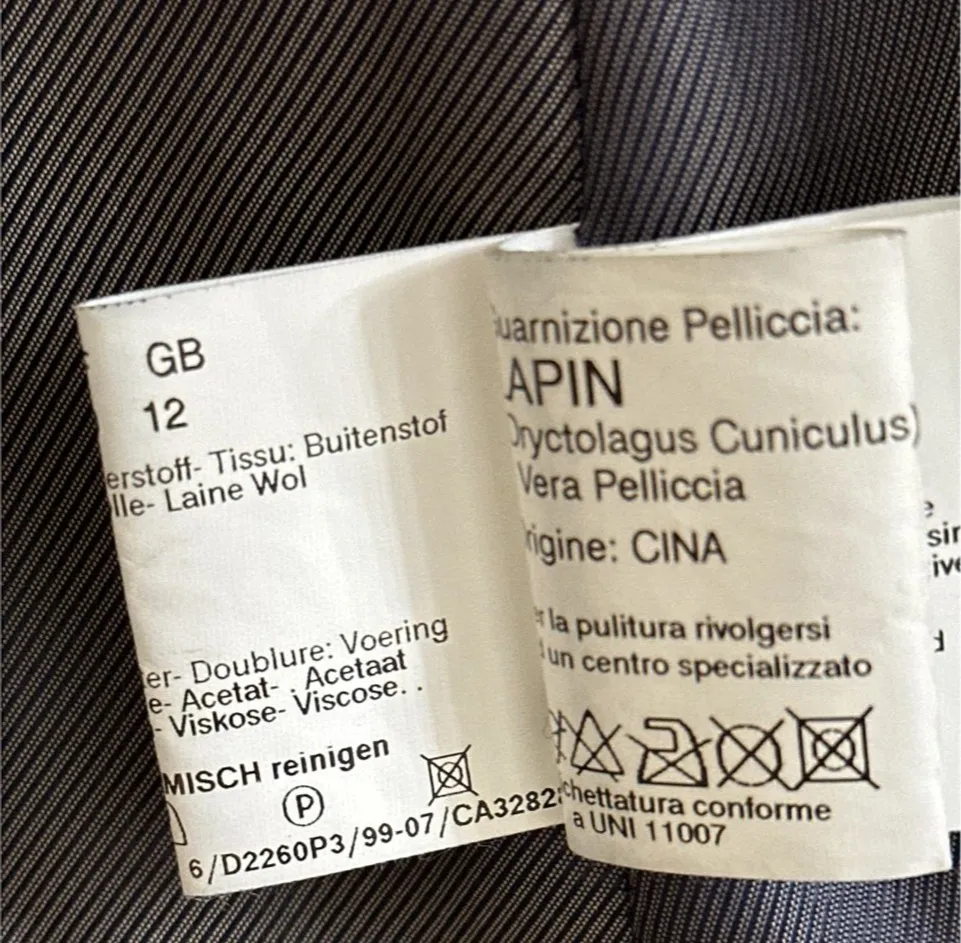 GB
12
erstoff- Tissu: Buitenstof
lle- Laine Wol
er- Doublure: Voering
e- Acetat- . Acetaat
- Viskose- Viscose. .
MISCH reinigen
P
6/D2260P3/99-07/CA3282
uarnizione Pelliccia:
APIN
Oryctolagus Cuniculus)
Vera Pelliccia
rigine: CINA
r la pulitura rivolgersi
un centro specializzato
chettatura conforme
a UNI 11007
e
sir
ive
d